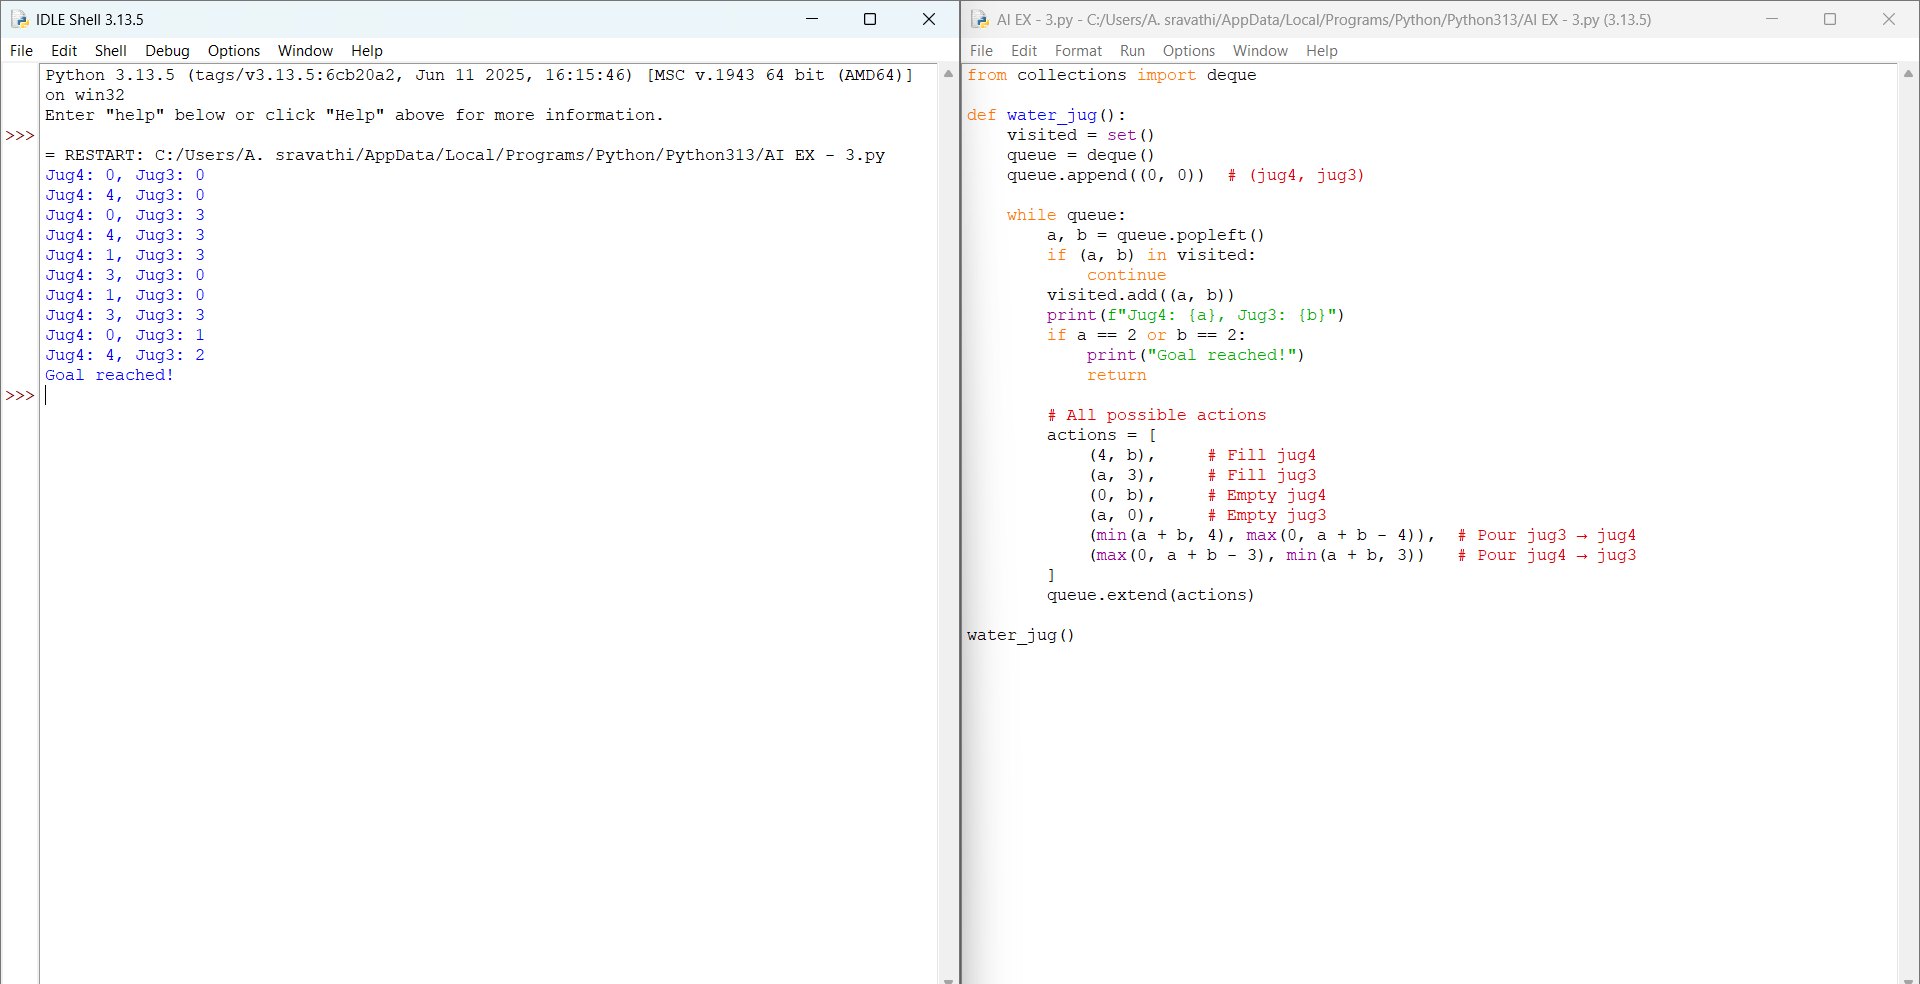 IDLE Shell 3.13.5
File Edit Shell Debug Options Window Help
Python 3.13.5 (tags/v3.13.5:6cb20a2, Jun 11 2025, 16:15:46) [MSC v.1943 64 bit (AMD64)]
on win32
Enter "help" below or click "Help" above for more information.
>>>
= RESTART: C:/Users/A. sravathi/AppData/Local/Programs/Python/Python313/AI EX - 3.py
Jug4: 0, Jug3: 0
Jug4: 4, Jug3: 0
Jug4: 0, Jug3: 3
Jug4: 4, Jug3: 3
Jug4: 1, Jug3: 3
Jug4: 3, Jug3: 0
Jug4: 1, Jug3: 0
Jug4: 3, Jug3: 3
Jug4: 0, Jug3: 1
Jug4: 4, Jug3: 2
Goal reached!
>>>
AI EX - 3.py - C:/Users/A. sravathi/AppData/Local/Programs/Python/Python313/AI EX - 3.py (3.13.5)
File Edit Format Run Options Window Help
from collections import deque
def water_jug():
    visited = set()
    queue = deque()
    queue.append((0, 0))  # (jug4, jug3)
    while queue:
        a, b = queue.popleft()
        if (a, b) in visited:
            continue
        visited.add((a, b))
        print(f"Jug4: {a}, Jug3: {b}")
        if a == 2 or b == 2:
            print("Goal reached!")
            return
        # All possible actions
        actions = [
            (4, b),     # Fill jug4
            (a, 3),     # Fill jug3
            (0, b),     # Empty jug4
            (a, 0),     # Empty jug3
            (min(a + b, 4), max(0, a + b - 4)),  # Pour jug3 → jug4
            (max(0, a + b - 3), min(a + b, 3))   # Pour jug4 → jug3
        ]
        queue.extend(actions)
water_jug()